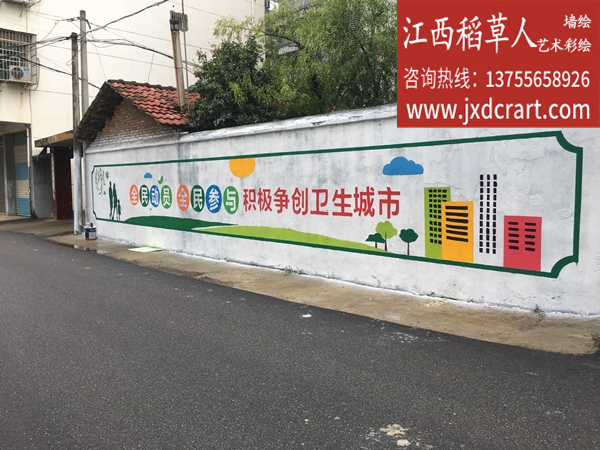 江西稻草人 墙绘
艺术彩绘
咨询热线：13755658926
www.jxdcrart.com
全民动员 全民参与 积极争创卫生城市